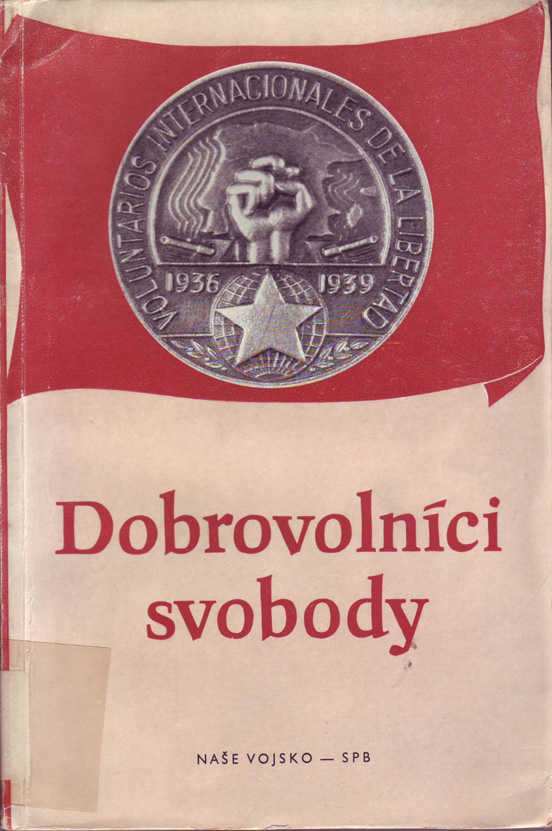 VOLUNTARIOS INTERNACIONALES DE LA LIBERTAD
1936 1939
Dobrovolníci
svobody
NAŠE VOJSKO — SPB